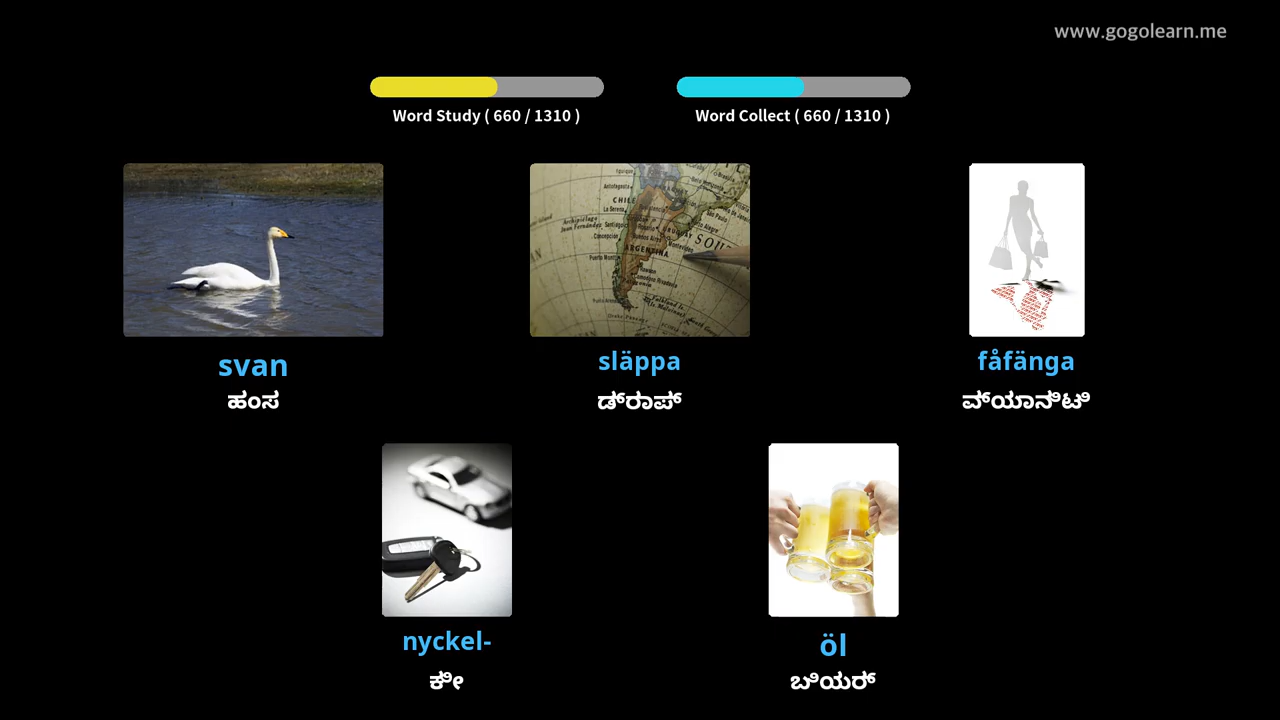 www.gogolearn.me
Word Study ( 660 / 1310 )
Word Collect ( 660 / 1310 )
svan
släppa
fåfänga
ಹಂಸ
ಡ್ರಾಪ್
ವ್ಯಾನಿಟಿ
nyckel-
öl
ಕೀ
ಬಿಯರ್